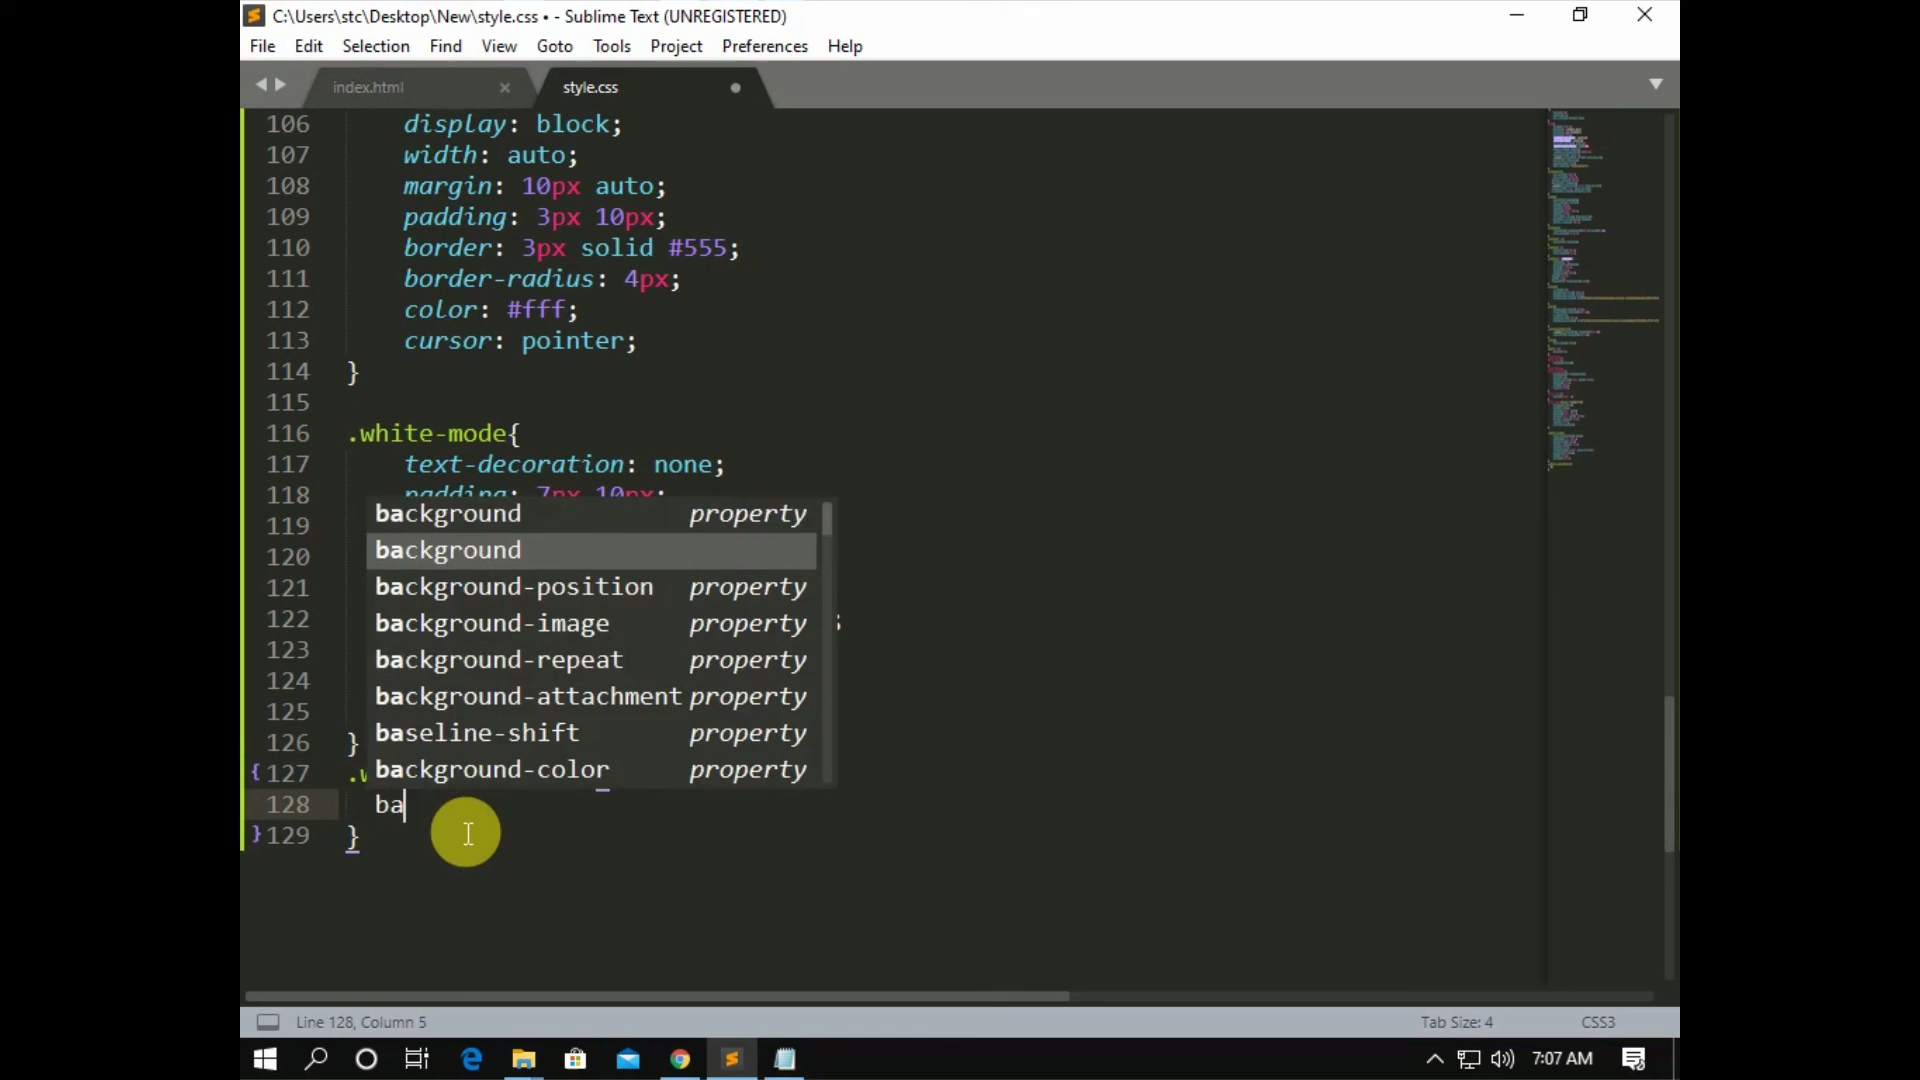 C:\Users\stc\Desktop\New\style.css • - Sublime Text (UNREGISTERED)
File Edit Selection Find View Goto Tools Project Preferences Help
index.html × style.css
106 display: block;
107 width: auto;
108 margin: 10px auto;
109 padding: 3px 10px;
110 border: 3px solid #555;
111 border-radius: 4px;
112 color: #fff;
113 cursor: pointer;
114 }
115
116 .white-mode{
117 text-decoration: none;
118 padding: 7px 10px;
119
120
121
122
123
124
125
126 }
127 .w
128 ba
129 }
background property
background
background-position property
background-image property
background-repeat property
background-attachment property
baseline-shift property
background-color property
Line 128, Column 5 Tab Size: 4 CSS3
7:07 AM